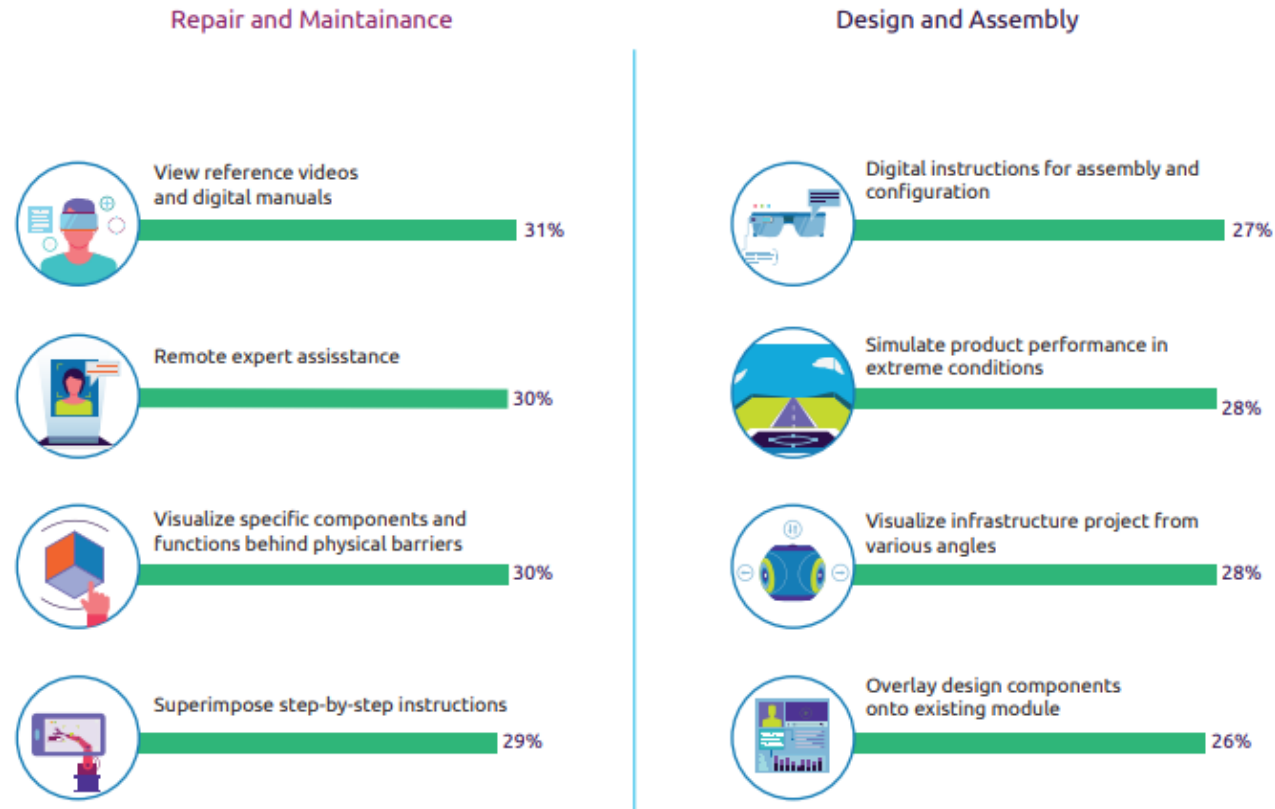 Repair and Maintainance
View reference videos
and digital manuals
31%
Remote expert assisstance
30%
Visualize specific components and
functions behind physical barriers
30%
Superimpose step-by-step instructions
29%
Design and Assembly
Digital instructions for assembly and
configuration
27%
Simulate product performance in
extreme conditions
28%
Visualize infrastructure project from
various angles
28%
Overlay design components
onto existing module
26%